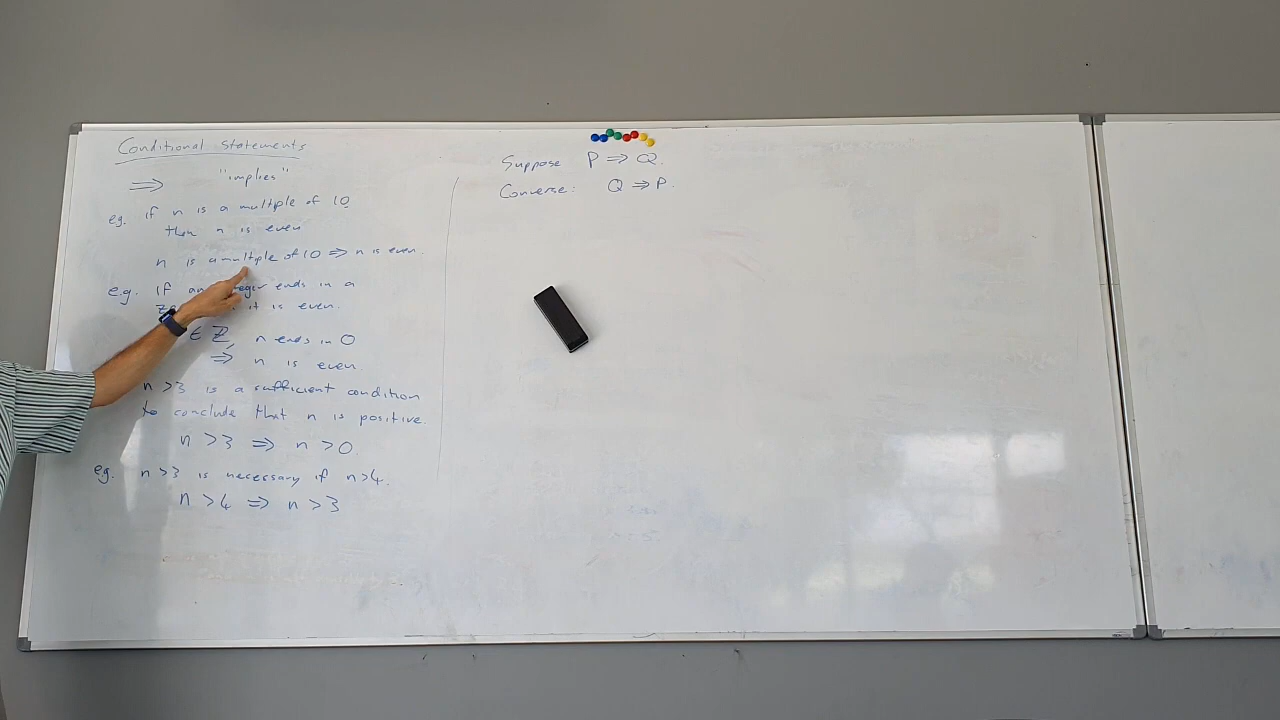 Conditional Statements
⇒ "implies"
eg. if n is a multiple of 10
then n is even
n is a multiple of 10 ⇒ n is even.
e.g. If an integer ends in a
it is even.
∈ ℤ, n ends in 0
⇒ n is even.
n > 3 is a sufficient condition
to conclude that n is positive.
n > 3 ⇒ n > 0.
eg. n > 3 is necessary if n > 4.
n > 4 ⇒ n > 3
Suppose P ⇒ Q.
Converse: Q ⇒ P.